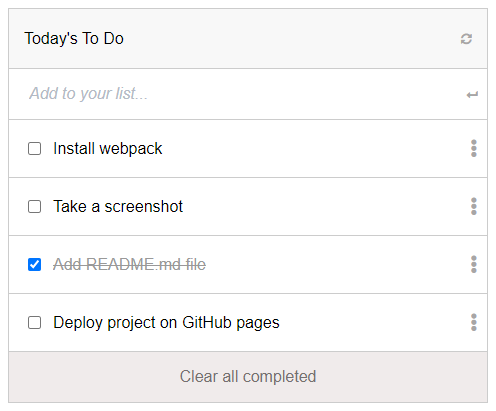 Today's To Do
Add to your list...
Install webpack
Take a screenshot
Add README.md file
Deploy project on GitHub pages
Clear all completed